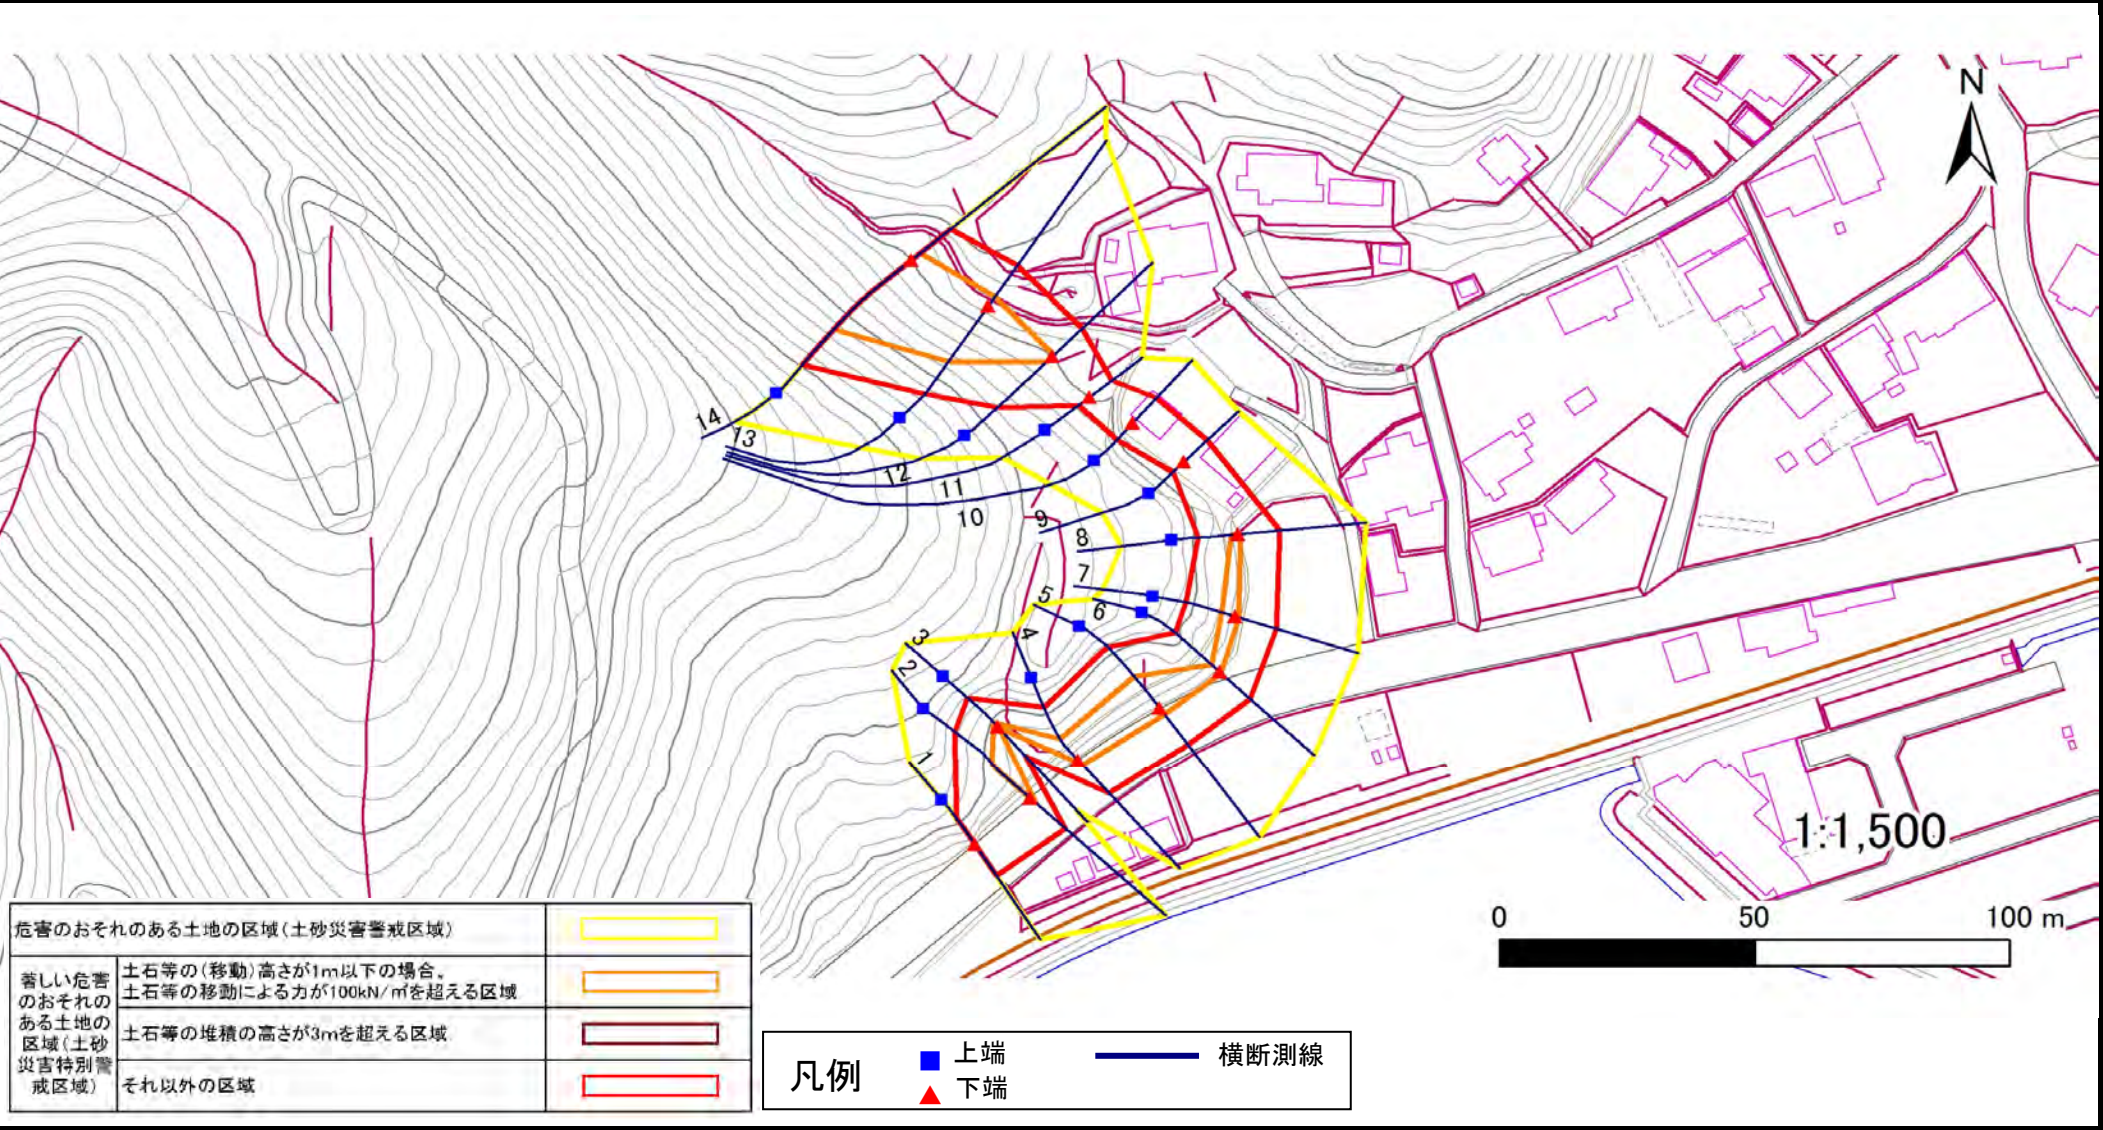 N
14
13
12
11
10
9
8
7
5
6
4
3
2
1
1:1,500
0 50 100 m
危害のおそれのある土地の区域(土砂災害警戒区域)
著しい危害
のおそれの
ある土地の
区域(土砂
災害特別警
戒区域)
土石等の(移動)高さが1m以下の場合、
土石等の移動による力が100kN/㎡を超える区域
土石等の堆積の高さが3mを超える区域
それ以外の区域
凡例
上端
下端
横断測線